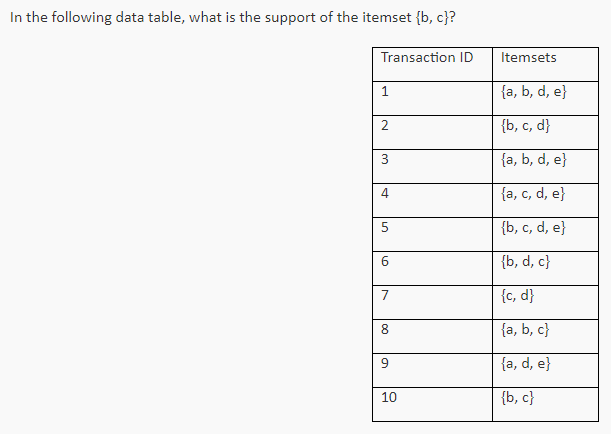 In the following data table, what is the support of the itemset {b, c}?
Transaction ID Itemsets
1 {a, b, d, e}
2 {b, c, d}
3 {a, b, d, e}
4 {a, c, d, e}
5 {b, c, d, e}
6 {b, d, c}
7 {c, d}
8 {a, b, c}
9 {a, d, e}
10 {b, c}